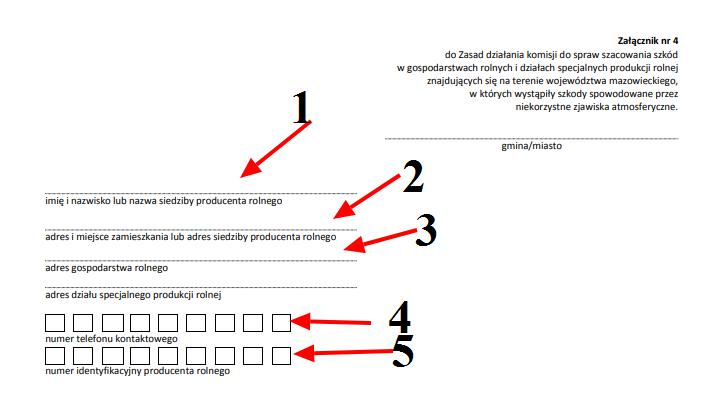 Załącznik nr 4
do Zasad działania komisji do spraw szacowania szkód
w gospodarstwach rolnych i działach specjalnych produkcji rolnej
znajdujących się na terenie województwa mazowieckiego,
w których wystąpiły szkody spowodowane przez
niekorzystne zjawiska atmosferyczne.
1
gmina/miasto
2
imię i nazwisko lub nazwa siedziby producenta rolnego
3
adres i miejsce zamieszkania lub adres siedziby producenta rolnego
adres gospodarstwa rolnego
adres działu specjalnego produkcji rolnej
4
numer telefonu kontaktowego
5
numer identyfikacyjny producenta rolnego